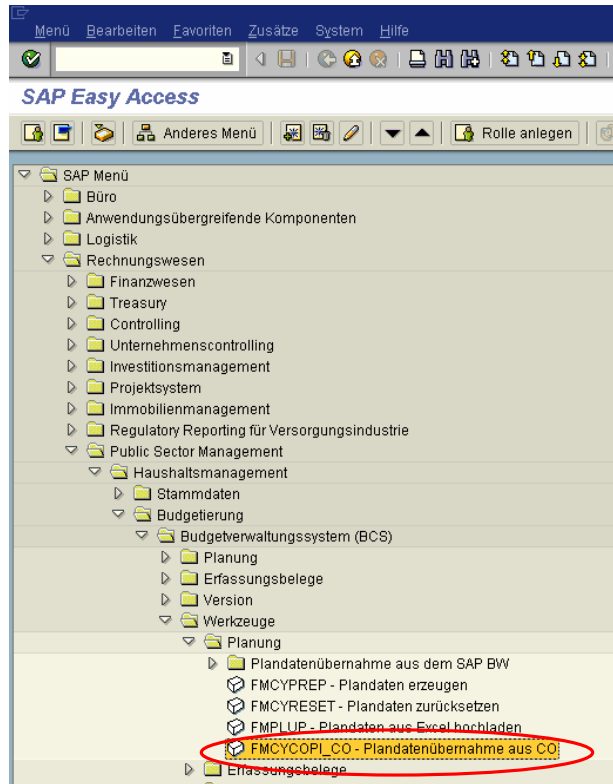 Menü Bearbeiten Favoriten Zusätze System Hilfe
SAP Easy Access
Anderes Menü Rolle anlegen
SAP Menü
Büro
Anwendungsübergreifende Komponenten
Logistik
Rechnungswesen
Finanzwesen
Treasury
Controlling
Unternehmenscontrolling
Investitionsmanagement
Projektsystem
Immobilienmanagement
Regulatory Reporting für Versorgungsindustrie
Public Sector Management
Haushaltsmanagement
Stammdaten
Budgetierung
Budgetverwaltungssystem (BCS)
Planung
Erfassungsbelege
Version
Werkzeuge
Planung
Plandatenübernahme aus dem SAP BW
FMCYPREP - Plandaten erzeugen
FMCYRESET - Plandaten zurücksetzen
FMPLUP - Plandaten aus Excel hochladen
FMCYCOPI_CO - Plandatenübernahme aus CO
Erfassungsbelege